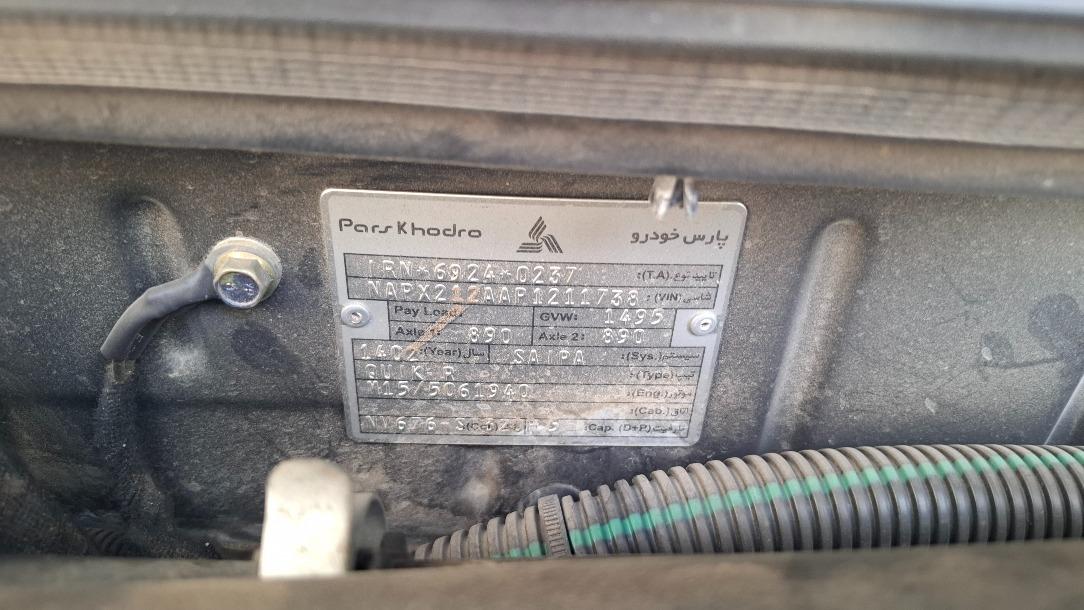 Pars Khodro پارس خودرو
IRN*6924*0237 تایید نوع (T.A):
NAPX212AAP1211738 شاسی (VIN):
Pay Load: GVW: 1495
Axle 1: 890 Axle 2: 890
1402 سال(Year): SAIPA سیستم(Sys.):
QUIK-R تیپ(Type):
M15/5061940 موتور(Eng.):
اتاق(Cab.):
ظرفیت(D+P) Cap.: 5